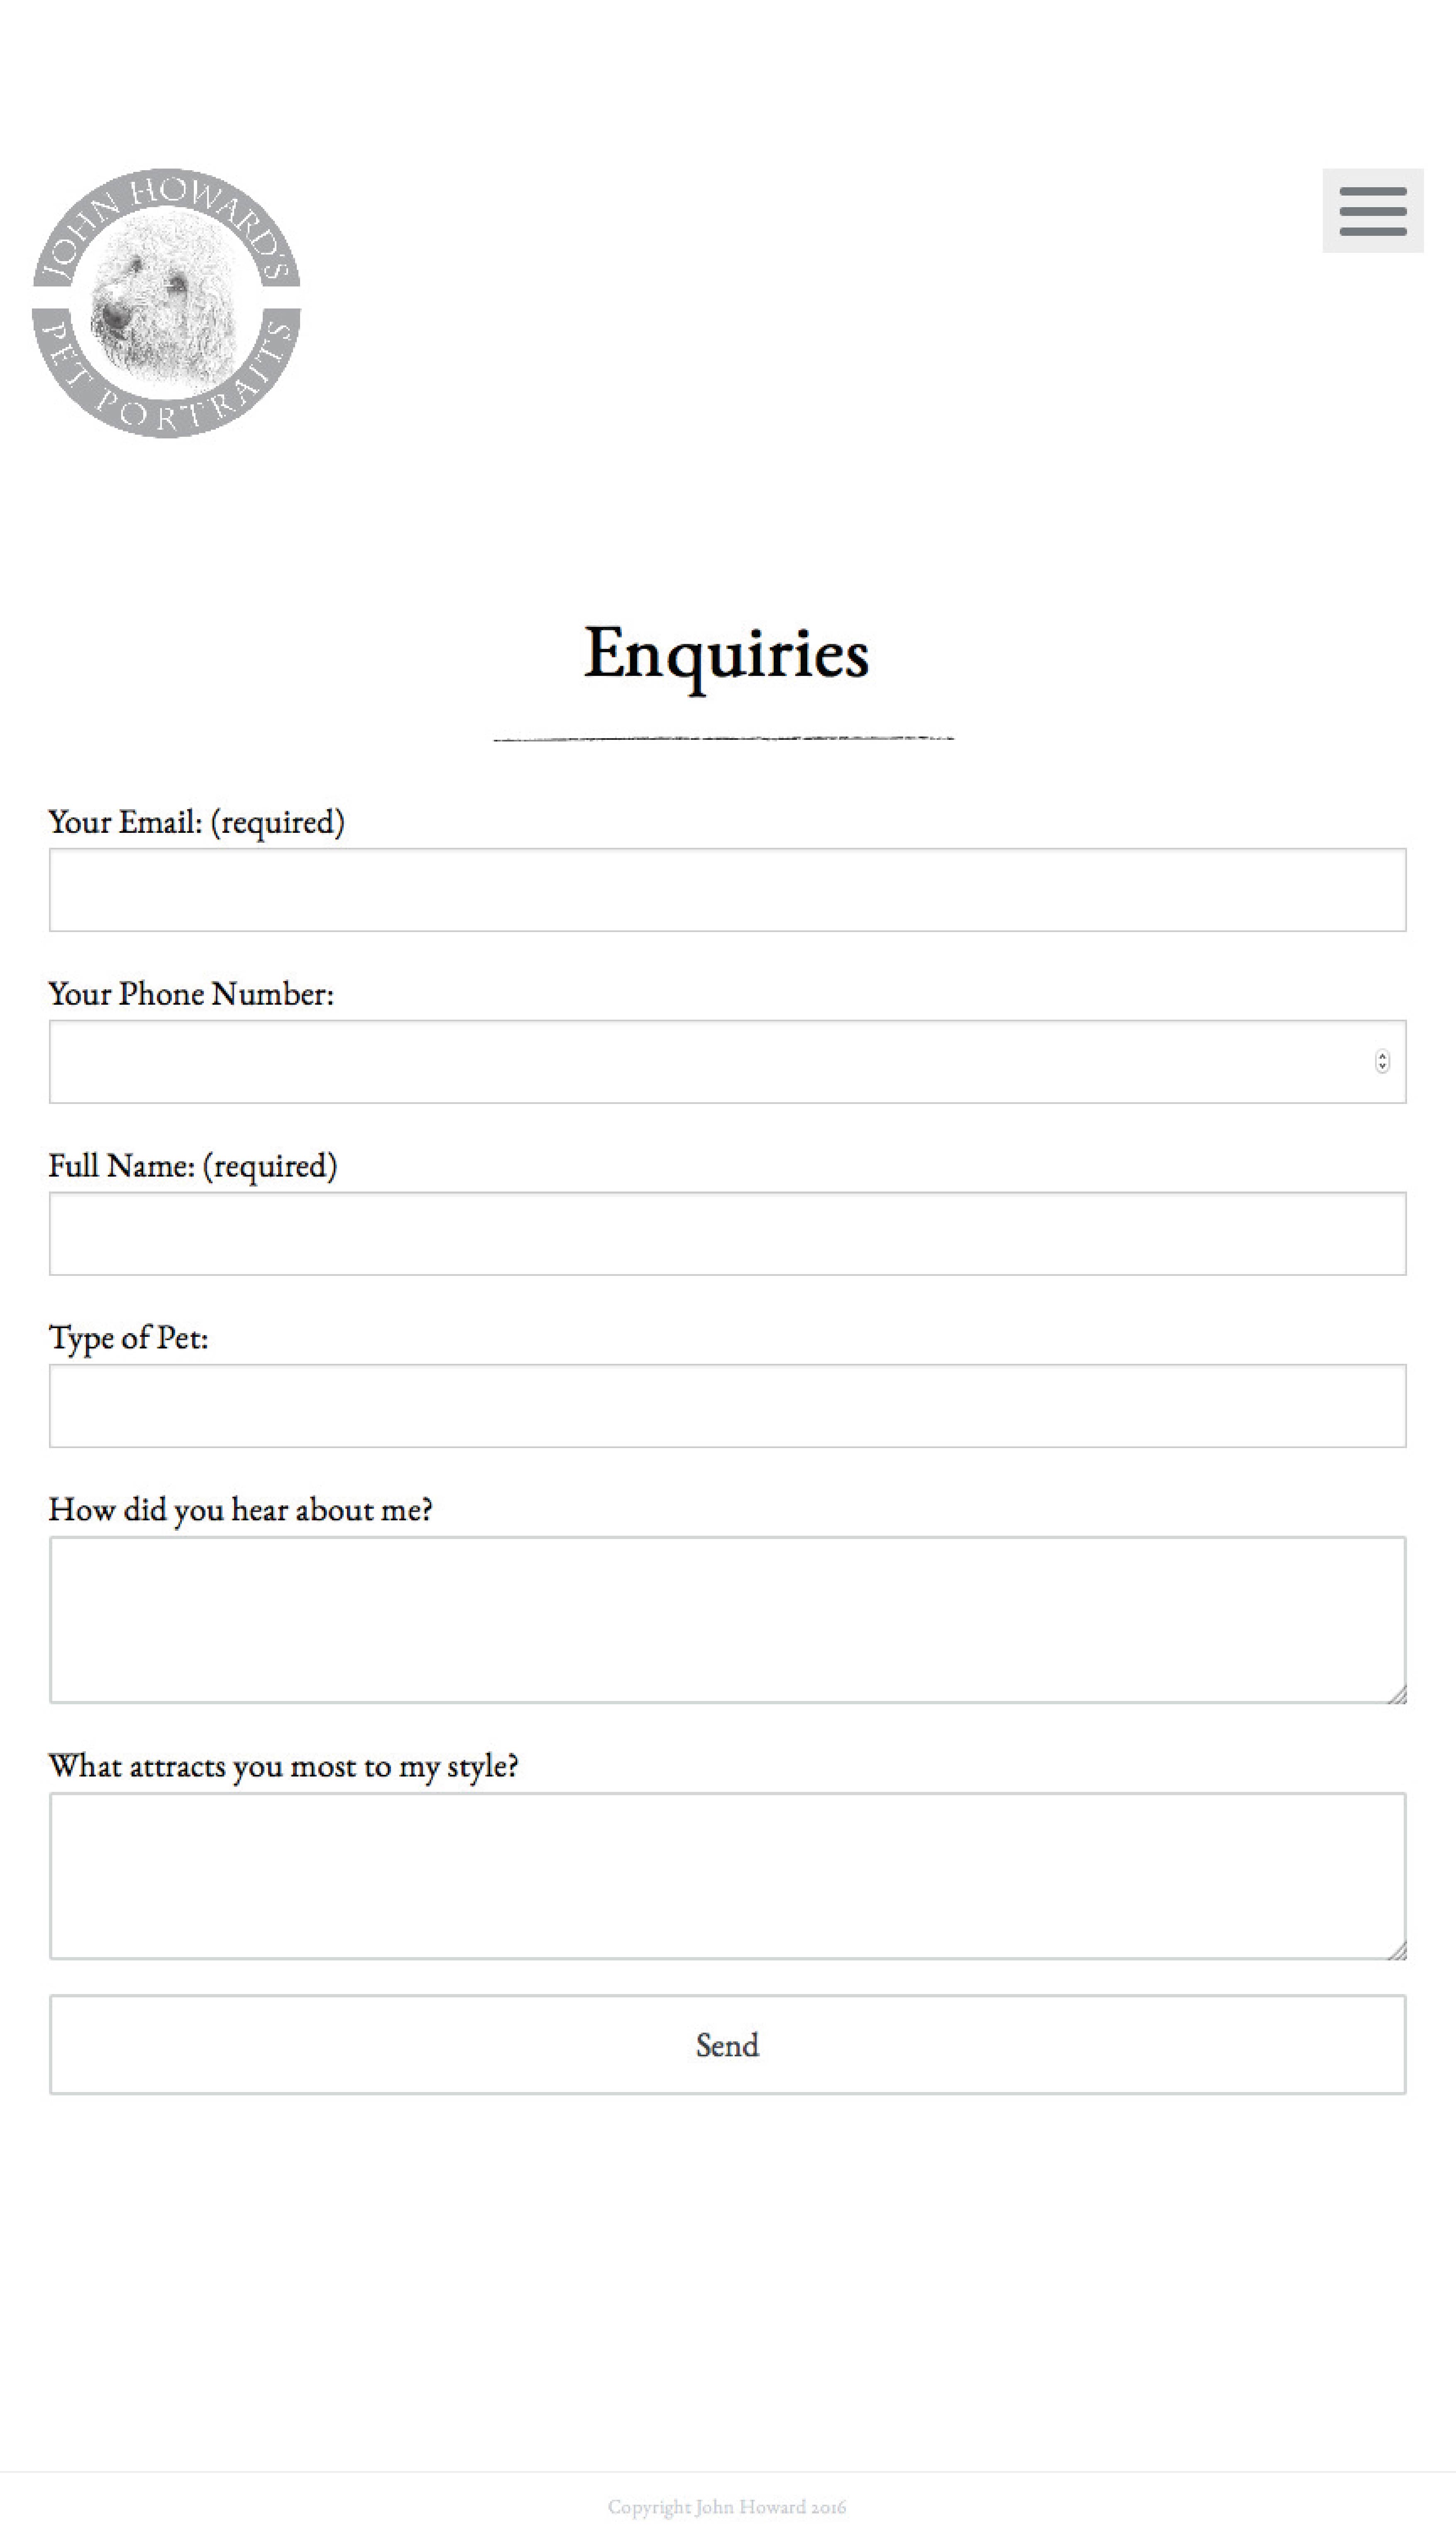 JOHN HOWARD'S
PET PORTRAITS
Enquiries
Your Email: (required)
Your Phone Number:
Full Name: (required)
Type of Pet:
How did you hear about me?
What attracts you most to my style?
Send
Copyright John Howard 2016